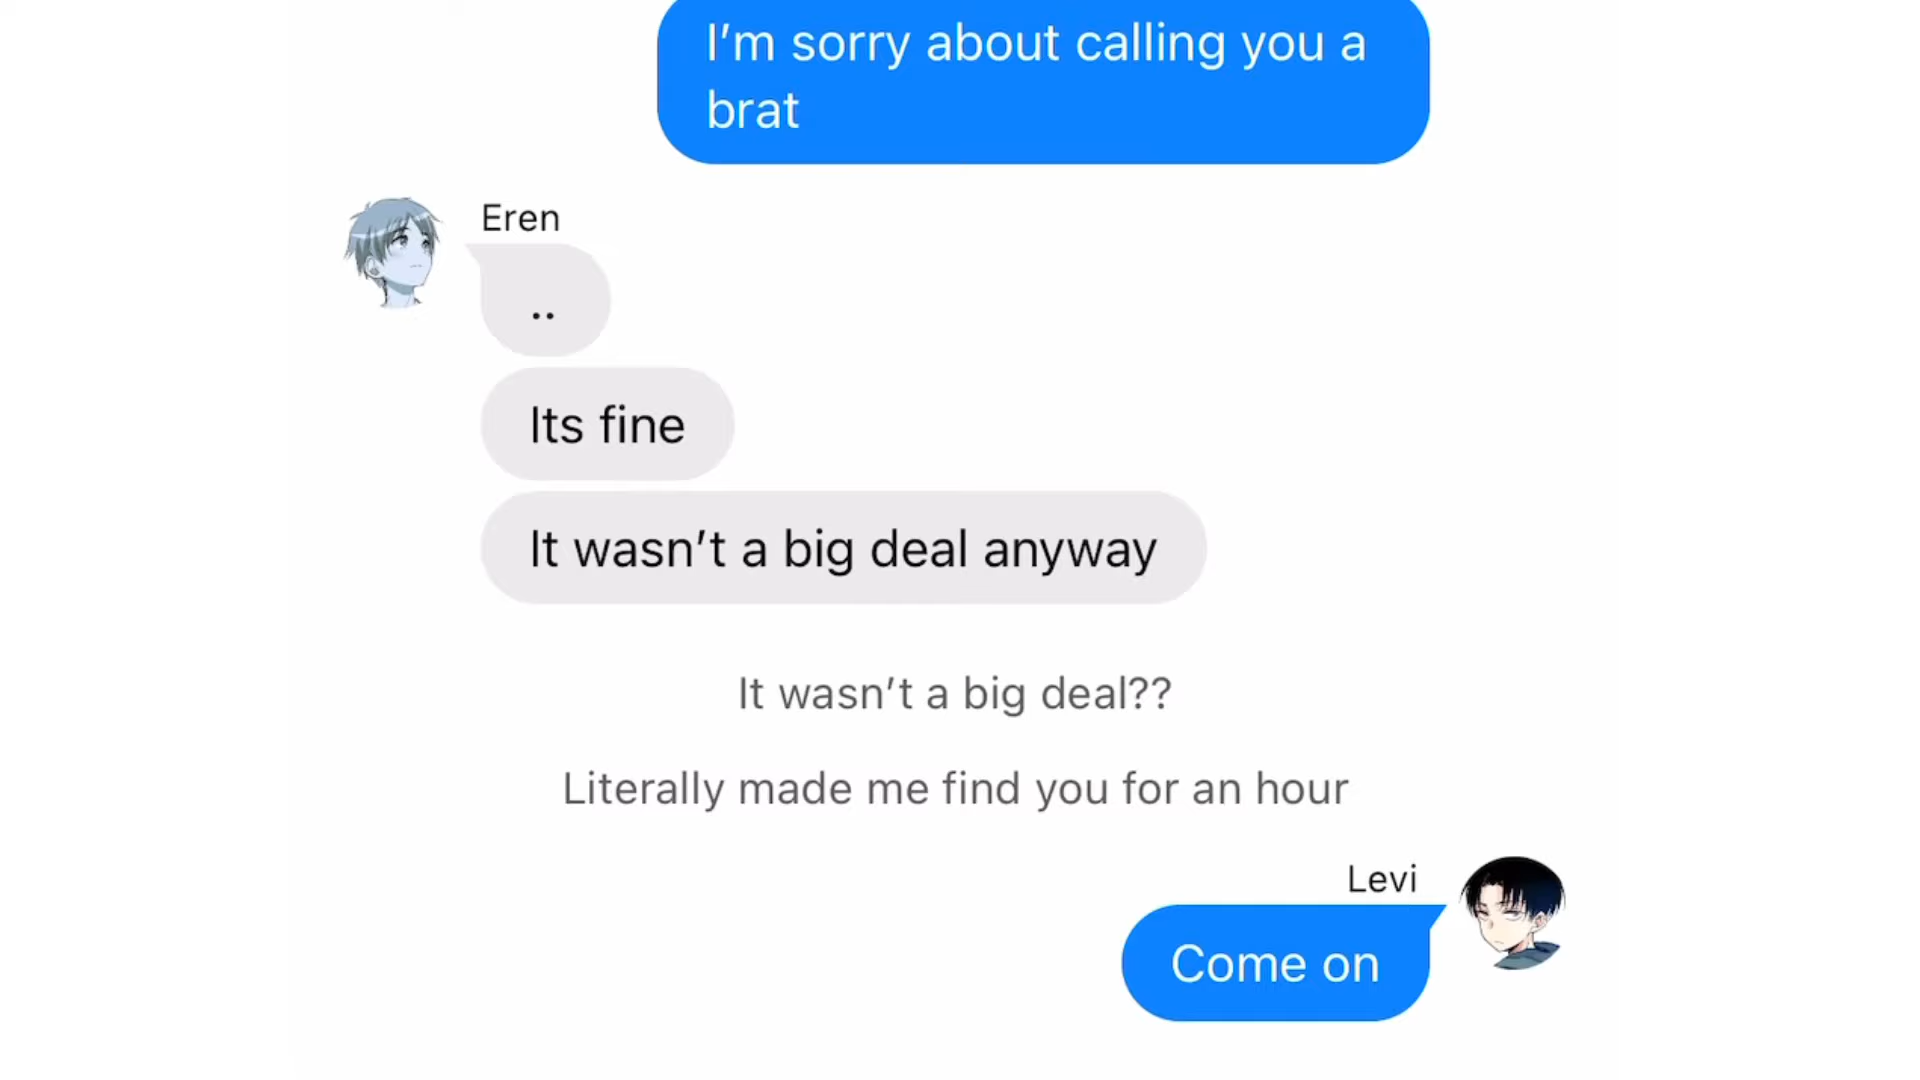 I’m sorry about calling you a
brat
Eren
..
Its fine
It wasn’t a big deal anyway
It wasn’t a big deal??
Literally made me find you for an hour
Levi
Come on